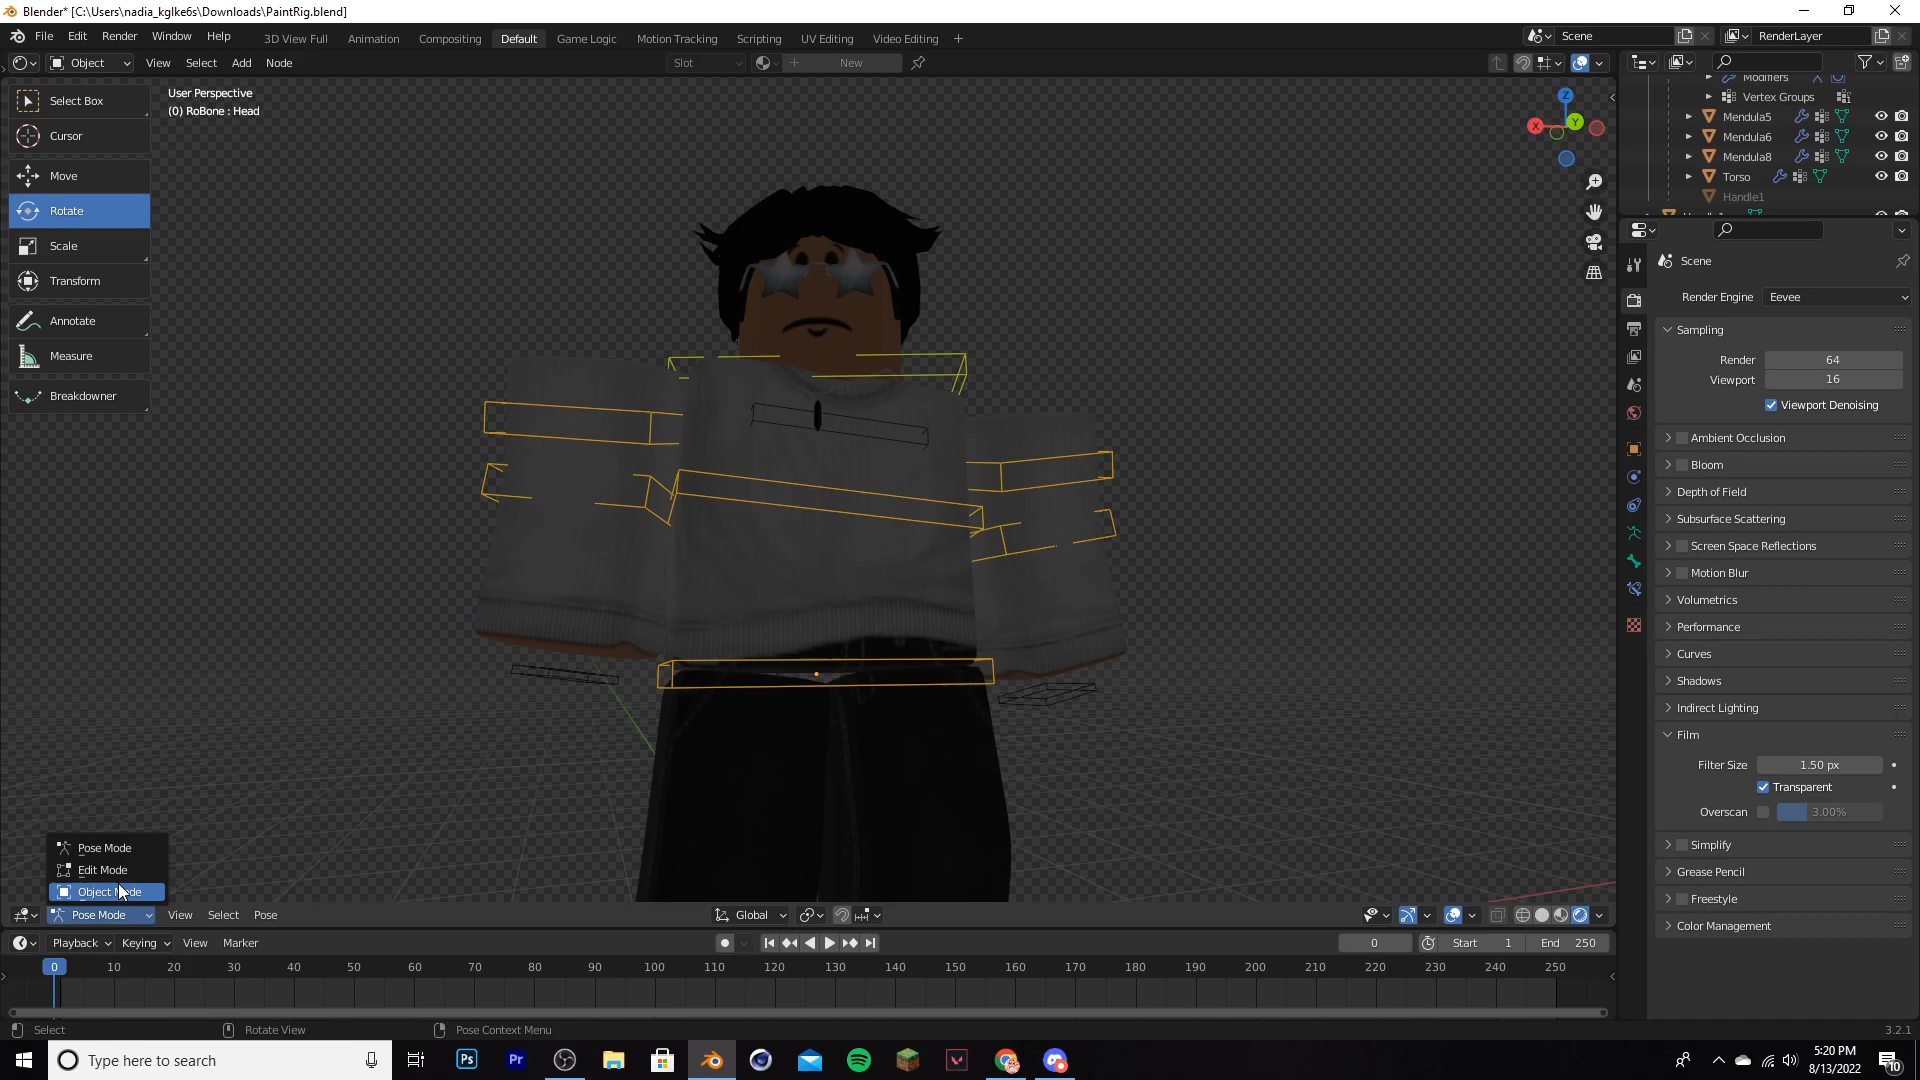 Blender* [C:\Users\nadia_kglke6s\Downloads\PaintRig.blend]
File Edit Render Window Help
3D View Full Animation Compositing Default Game Logic Motion Tracking Scripting UV Editing Video Editing
Scene RenderLayer
Object View Select Add Node Slot New
Select Box
Cursor
Move
Rotate
Scale
Transform
Annotate
Measure
Breakdowner
User Perspective
(0) RoBone : Head
Z
X
Y
Modifiers
Vertex Groups
Mendula5
Mendula6
Mendula8
Torso
Handle1
Scene
Render Engine Eevee
Sampling
Render 64
Viewport 16
Viewport Denoising
Ambient Occlusion
Bloom
Depth of Field
Subsurface Scattering
Screen Space Reflections
Motion Blur
Volumetrics
Performance
Curves
Shadows
Indirect Lighting
Film
Filter Size 1.50 px
Transparent
Overscan 3.00%
Simplify
Grease Pencil
Freestyle
Color Management
Pose Mode
Edit Mode
Object Mode
Pose Mode View Select Pose Global
Playback Keying View Marker 0 Start 1 End 250
0 10 20 30 40 50 60 70 80 90 100 110 120 130 140 150 160 170 180 190 200 210 220 230 240 250
Select Rotate View Pose Context Menu 3.2.1
Type here to search
Ps
Pr
5:20 PM
8/13/2022
10